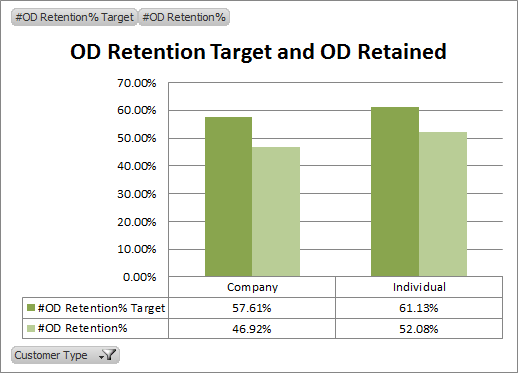 #OD Retention% Target #OD Retention%
OD Retention Target and OD Retained
70.00%
60.00%
50.00%
40.00%
30.00%
20.00%
10.00%
0.00%
Company Individual
#OD Retention% Target 57.61% 61.13%
#OD Retention% 46.92% 52.08%
Customer Type